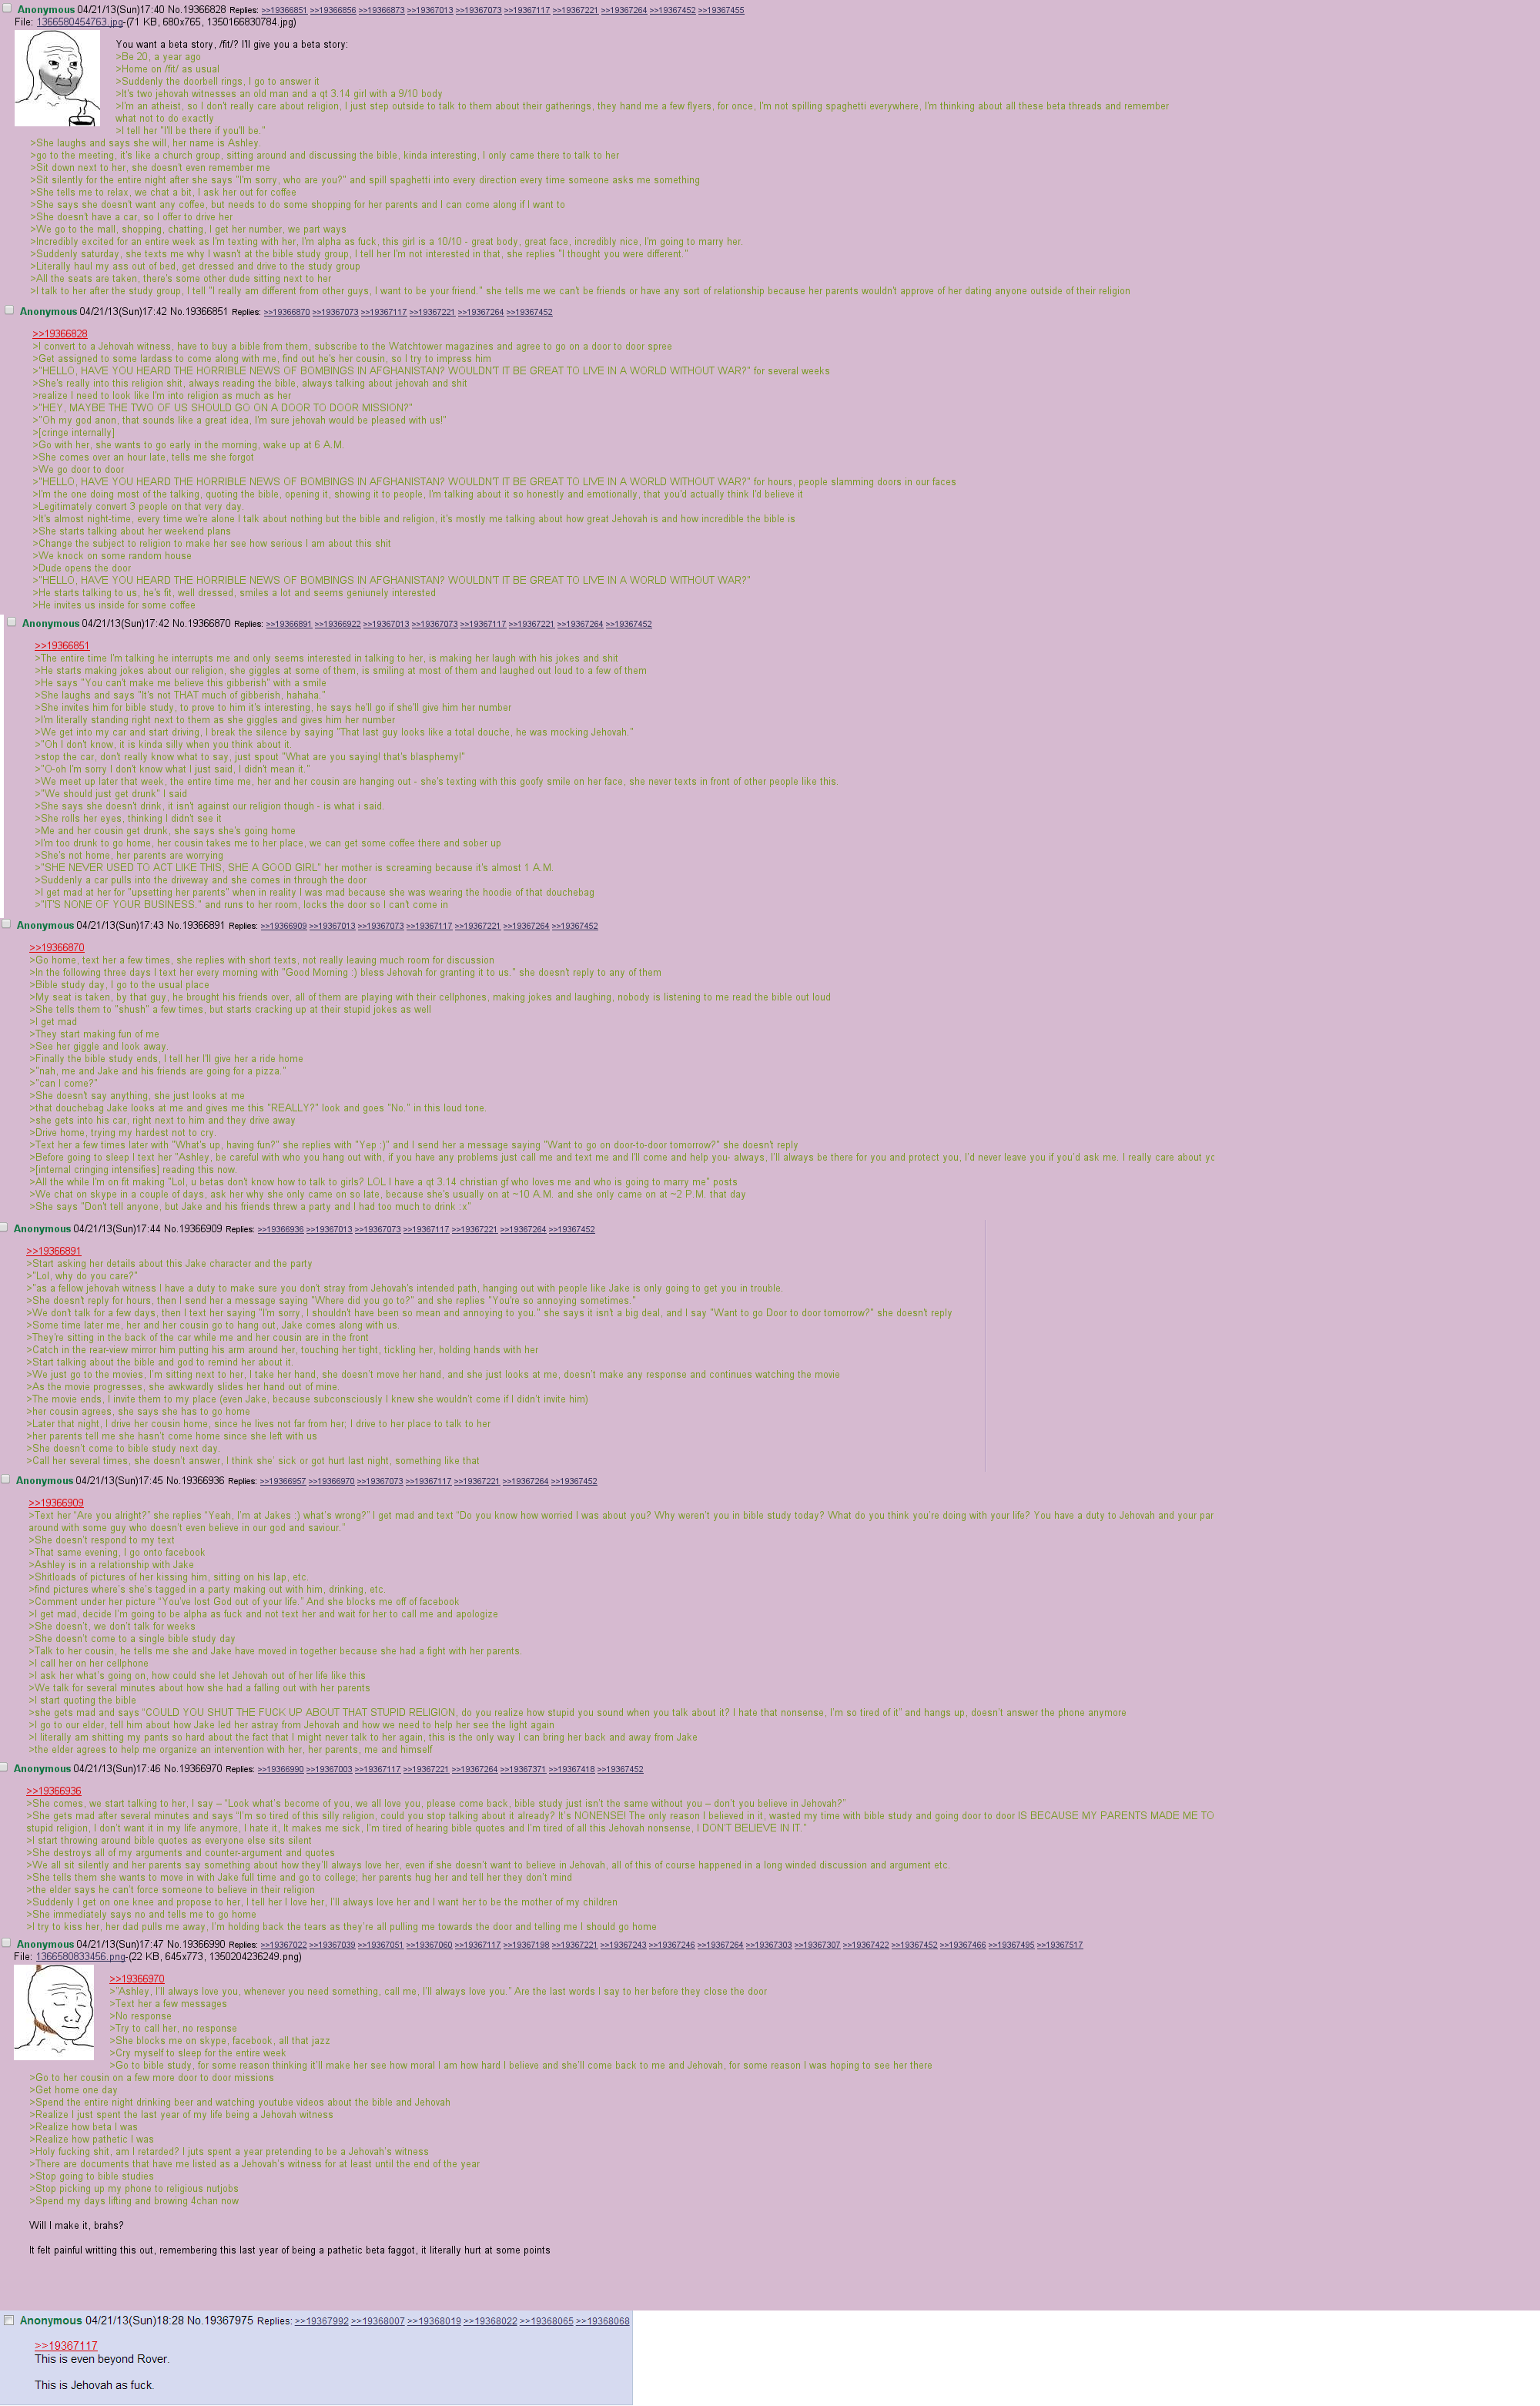 Anonymous 04/21/13(Sun)17:40 No.19366828 Replies: >>19366851 >>19366856 >>19366873 >>19367013 >>19367073 >>19367117 >>19367221 >>19367264 >>19367452 >>19367455
File: 1366580454763.jpg-(71 KB, 680x765, 1350166830784.jpg)
You want a beta story, /fit/? I'll give you a beta story:
>Be 20, a year ago
>Home on /fit/ as usual
>Suddenly the doorbell rings, I go to answer it
>It's two jehovah witnesses an old man and a qt 3.14 girl with a 9/10 body
>I'm an atheist, so I don't really care about religion, I just step outside to talk to them about their gatherings, they hand me a few flyers, for once, I'm not spilling spaghetti everywhere, I'm thinking about all these beta threads and remember
what not to do exactly
>I tell her "I'll be there if you'll be."
>She laughs and says she will, her name is Ashley.
>go to the meeting, it's like a church group, sitting around and discussing the bible, kinda interesting, I only came there to talk to her
>Sit down next to her, she doesn't even remember me
>Sit silently for the entire night after she says "I'm sorry, who are you?" and spill spaghetti into every direction every time someone asks me something
>She tells me to relax, we chat a bit, I ask her out for coffee
>She says she doesn't want any coffee, but needs to do some shopping for her parents and I can come along if I want to
>She doesn't have a car, so I offer to drive her
>We go to the mall, shopping, chatting, I get her number, we part ways
>Incredibly excited for an entire week as I'm texting with her, I'm alpha as fuck, this girl is a 10/10 - great body, great face, incredibly nice, I'm going to marry her.
>Suddenly saturday, she texts me why I wasn't at the bible study group, I tell her I'm not interested in that, she replies "I thought you were different."
>Literally haul my ass out of bed, get dressed and drive to the study group
>All the seats are taken, there's some other dude sitting next to her
>I talk to her after the study group, I tell "I really am different from other guys, I want to be your friend." she tells me we can't be friends or have any sort of relationship because her parents wouldn't approve of her dating anyone outside of their religion
Anonymous 04/21/13(Sun)17:42 No.19366851 Replies: >>19366870 >>19367073 >>19367117 >>19367221 >>19367264 >>19367452
>>19366828
>I convert to a Jehovah witness, have to buy a bible from them, subscribe to the Watchtower magazines and agree to go on a door to door spree
>Get assigned to some lardass to come along with me, find out he's her cousin, so I try to impress him
>"HELLO, HAVE YOU HEARD THE HORRIBLE NEWS OF BOMBINGS IN AFGHANISTAN? WOULDN'T IT BE GREAT TO LIVE IN A WORLD WITHOUT WAR?" for several weeks
>She's really into this religion shit, always reading the bible, always talking about jehovah and shit
>realize I need to look like I'm into religion as much as her
>"HEY, MAYBE THE TWO OF US SHOULD GO ON A DOOR TO DOOR MISSION?"
>"Oh my god anon, that sounds like a great idea, I'm sure jehovah would be pleased with us!"
>[cringe internally]
>Go with her, she wants to go early in the morning, wake up at 6 A.M.
>She comes over an hour late, tells me she forgot
>We go door to door
>"HELLO, HAVE YOU HEARD THE HORRIBLE NEWS OF BOMBINGS IN AFGHANISTAN? WOULDN'T IT BE GREAT TO LIVE IN A WORLD WITHOUT WAR?" for hours, people slamming doors in our faces
>I'm the one doing most of the talking, quoting the bible, opening it, showing it to people, I'm talking about it so honestly and emotionally, that you'd actually think I'd believe it
>Legitimately convert 3 people on that very day.
>It's almost night-time, every time we're alone I talk about nothing but the bible and religion, it's mostly me talking about how great Jehovah is and how incredible the bible is
>She starts talking about her weekend plans
>Change the subject to religion to make her see how serious I am about this shit
>We knock on some random house
>Dude opens the door
>"HELLO, HAVE YOU HEARD THE HORRIBLE NEWS OF BOMBINGS IN AFGHANISTAN? WOULDN'T IT BE GREAT TO LIVE IN A WORLD WITHOUT WAR?"
>He starts talking to us, he's fit, well dressed, smiles a lot and seems geniunely interested
>He invites us inside for some coffee
Anonymous 04/21/13(Sun)17:42 No.19366870 Replies: >>19366891 >>19366922 >>19367013 >>19367073 >>19367117 >>19367221 >>19367264 >>19367452
>>19366851
>The entire time I'm talking he interrupts me and only seems interested in talking to her, is making her laugh with his jokes and shit
>He starts making jokes about our religion, she giggles at some of them, is smiling at most of them and laughed out loud to a few of them
>He says "You can't make me believe this gibberish" with a smile
>She laughs and says "It's not THAT much of gibberish, hahaha."
>She invites him for bible study, to prove to him it's interesting, he says he'll go if she'll give him her number
>I'm literally standing right next to them as she giggles and gives him her number
>We get into my car and start driving, I break the silence by saying "That last guy looks like a total douche, he was mocking Jehovah."
>"Oh I don't know, it is kinda silly when you think about it.
>stop the car, don't really know what to say, just spout "What are you saying! that's blasphemy!"
>"O-oh I'm sorry I don't know what I just said, I didn't mean it."
>We meet up later that week, the entire time me, her and her cousin are hanging out - she's texting with this goofy smile on her face, she never texts in front of other people like this.
>"We should just get drunk" I said
>She says she doesn't drink, it isn't against our religion though - is what i said.
>She rolls her eyes, thinking I didn't see it
>Me and her cousin get drunk, she says she's going home
>I'm too drunk to go home, her cousin takes me to her place, we can get some coffee there and sober up
>She's not home, her parents are worrying
>"SHE NEVER USED TO ACT LIKE THIS, SHE A GOOD GIRL" her mother is screaming because it's almost 1 A.M.
>Suddenly a car pulls into the driveway and she comes in through the door
>I get mad at her for "upsetting her parents" when in reality I was mad because she was wearing the hoodie of that douchebag
>"IT'S NONE OF YOUR BUSINESS." and runs to her room, locks the door so I can't come in
Anonymous 04/21/13(Sun)17:43 No.19366891 Replies: >>19366909 >>19367013 >>19367073 >>19367117 >>19367221 >>19367264 >>19367452
>>19366870
>Go home, text her a few times, she replies with short texts, not really leaving much room for discussion
>In the following three days I text her every morning with "Good Morning :) bless Jehovah for granting it to us." she doesn't reply to any of them
>Bible study day, I go to the usual place
>My seat is taken, by that guy, he brought his friends over, all of them are playing with their cellphones, making jokes and laughing, nobody is listening to me read the bible out loud
>She tells them to "shush" a few times, but starts cracking up at their stupid jokes as well
>I get mad
>They start making fun of me
>See her giggle and look away.
>Finally the bible study ends, I tell her I'll give her a ride home
>"nah, me and Jake and his friends are going for a pizza."
>"can I come?"
>She doesn't say anything, she just looks at me
>that douchebag Jake looks at me and gives me this "REALLY?" look and goes "No." in this loud tone.
>she gets into his car, right next to him and they drive away
>Drive home, trying my hardest not to cry.
>Text her a few times later with "What's up, having fun?" she replies with "Yep :)" and I send her a message saying "Want to go on door-to-door tomorrow?" she doesn't reply
>Before going to sleep I text her "Ashley, be careful with who you hang out with, if you have any problems just call me and text me and I'll come and help you- always, I'll always be there for you and protect you, I'd never leave you if you'd ask me. I really care about yo
>[internal cringing intensifies] reading this now.
>All the while I'm on fit making "Lol, u betas don't know how to talk to girls? LOL I have a qt 3.14 christian gf who loves me and who is going to marry me" posts
>We chat on skype in a couple of days, ask her why she only came on so late, because she's usually on at ~10 A.M. and she only came on at ~2 P.M. that day
>She says "Don't tell anyone, but Jake and his friends threw a party and I had too much to drink :x"
Anonymous 04/21/13(Sun)17:44 No.19366909 Replies: >>19366936 >>19367013 >>19367073 >>19367117 >>19367221 >>19367264 >>19367452
>>19366891
>Start asking her details about this Jake character and the party
>"Lol, why do you care?"
>"as a fellow jehovah witness I have a duty to make sure you don't stray from Jehovah's intended path, hanging out with people like Jake is only going to get you in trouble.
>She doesn't reply for hours, then I send her a message saying "Where did you go to?" and she replies "You're so annoying sometimes."
>We don't talk for a few days, then I text her saying "I'm sorry, I shouldn't have been so mean and annoying to you." she says it isn't a big deal, and I say "Want to go Door to door tomorrow?" she doesn't reply
>Some time later me, her and her cousin go to hang out, Jake comes along with us.
>They're sitting in the back of the car while me and her cousin are in the front
>Catch in the rear-view mirror him putting his arm around her, touching her tight, tickling her, holding hands with her
>Start talking about the bible and god to remind her about it.
>We just go to the movies, I'm sitting next to her, I take her hand, she doesn't move her hand, and she just looks at me, doesn't make any response and continues watching the movie
>As the movie progresses, she awkwardly slides her hand out of mine.
>The movie ends, I invite them to my place (even Jake, because subconsciously I knew she wouldn't come if I didn't invite him)
>her cousin agrees, she says she has to go home
>Later that night, I drive her cousin home, since he lives not far from her; I drive to her place to talk to her
>her parents tell me she hasn't come home since she left with us
>She doesn't come to bible study next day.
>Call her several times, she doesn't answer, I think she' sick or got hurt last night, something like that
Anonymous 04/21/13(Sun)17:45 No.19366936 Replies: >>19366957 >>19366970 >>19367073 >>19367117 >>19367221 >>19367264 >>19367452
>>19366909
>Text her "Are you alright?" she replies "Yeah, I'm at Jakes :) what's wrong?" I get mad and text "Do you know how worried I was about you? Why weren't you in bible study today? What do you think you're doing with your life? You have a duty to Jehovah and your par
around with some guy who doesn't even believe in our god and saviour."
>She doesn't respond to my text
>That same evening, I go onto facebook
>Ashley is in a relationship with Jake
>Shitloads of pictures of her kissing him, sitting on his lap, etc.
>find pictures where's she's tagged in a party making out with him, drinking, etc.
>Comment under her picture "You've lost God out of your life." And she blocks me off of facebook
>I get mad, decide I'm going to be alpha as fuck and not text her and wait for her to call me and apologize
>She doesn't, we don't talk for weeks
>She doesn't come to a single bible study day
>Talk to her cousin, he tells me she and Jake have moved in together because she had a fight with her parents.
>I call her on her cellphone
>I ask her what's going on, how could she let Jehovah out of her life like this
>We talk for several minutes about how she had a falling out with her parents
>I start quoting the bible
>she gets mad and says "COULD YOU SHUT THE FUCK UP ABOUT THAT STUPID RELIGION, do you realize how stupid you sound when you talk about it? I hate that nonsense, I'm so tired of it" and hangs up, doesn't answer the phone anymore
>I go to our elder, tell him about how Jake led her astray from Jehovah and how we need to help her see the light again
>I literally am shitting my pants so hard about the fact that I might never talk to her again, this is the only way I can bring her back and away from Jake
>the elder agrees to help me organize an intervention with her, her parents, me and himself
Anonymous 04/21/13(Sun)17:46 No.19366970 Replies: >>19366990 >>19367003 >>19367117 >>19367221 >>19367264 >>19367371 >>19367418 >>19367452
>>19366936
>She comes, we start talking to her, I say – "Look what's become of you, we all love you, please come back, bible study just isn't the same without you – don't you believe in Jehovah?"
>She gets mad after several minutes and says "I'm so tired of this silly religion, could you stop talking about it already? It's NONENSE! The only reason I believed in it, wasted my time with bible study and going door to door IS BECAUSE MY PARENTS MADE ME TO
stupid religion, I don't want it in my life anymore, I hate it, It makes me sick, I'm tired of hearing bible quotes and I'm tired of all this Jehovah nonsense, I DON'T BELIEVE IN IT."
>I start throwing around bible quotes as everyone else sits silent
>She destroys all of my arguments and counter-argument and quotes
>We all sit silently and her parents say something about how they'll always love her, even if she doesn't want to believe in Jehovah, all of this of course happened in a long winded discussion and argument etc.
>She tells them she wants to move in with Jake full time and go to college; her parents hug her and tell her they don't mind
>the elder says he can't force someone to believe in their religion
>Suddenly I get on one knee and propose to her, I tell her I love her, I'll always love her and I want her to be the mother of my children
>She immediately says no and tells me to go home
>I try to kiss her, her dad pulls me away, I'm holding back the tears as they're all pulling me towards the door and telling me I should go home
Anonymous 04/21/13(Sun)17:47 No.19366990 Replies: >>19367022 >>19367039 >>19367051 >>19367060 >>19367117 >>19367198 >>19367221 >>19367243 >>19367246 >>19367264 >>19367303 >>19367307 >>19367422 >>19367452 >>19367466 >>19367495 >>19367517
File: 1366580833456.png-(22 KB, 645x773, 1350204236249.png)
>>19366970
>"Ashley, I'll always love you, whenever you need something, call me, I'll always love you." Are the last words I say to her before they close the door
>Text her a few messages
>No response
>Try to call her, no response
>She blocks me on skype, facebook, all that jazz
>Cry myself to sleep for the entire week
>Go to bible study, for some reason thinking it'll make her see how moral I am how hard I believe and she'll come back to me and Jehovah, for some reason I was hoping to see her there
>Go to her cousin on a few more door to door missions
>Get home one day
>Spend the entire night drinking beer and watching youtube videos about the bible and Jehovah
>Realize I just spent the last year of my life being a Jehovah witness
>Realize how beta I was
>Realize how pathetic I was
>Holy fucking shit, am I retarded? I juts spent a year pretending to be a Jehovah's witness
>There are documents that have me listed as a Jehovah's witness for at least until the end of the year
>Stop going to bible studies
>Stop picking up my phone to religious nutjobs
>Spend my days lifting and browing 4chan now
Will I make it, brahs?
It felt painful writting this out, remembering this last year of being a pathetic beta faggot, it literally hurt at some points
Anonymous 04/21/13(Sun)18:28 No.19367975 Replies: >>19367992 >>19368007 >>19368019 >>19368022 >>19368065 >>19368068
>>19367117
This is even beyond Rover.
This is Jehovah as fuck.